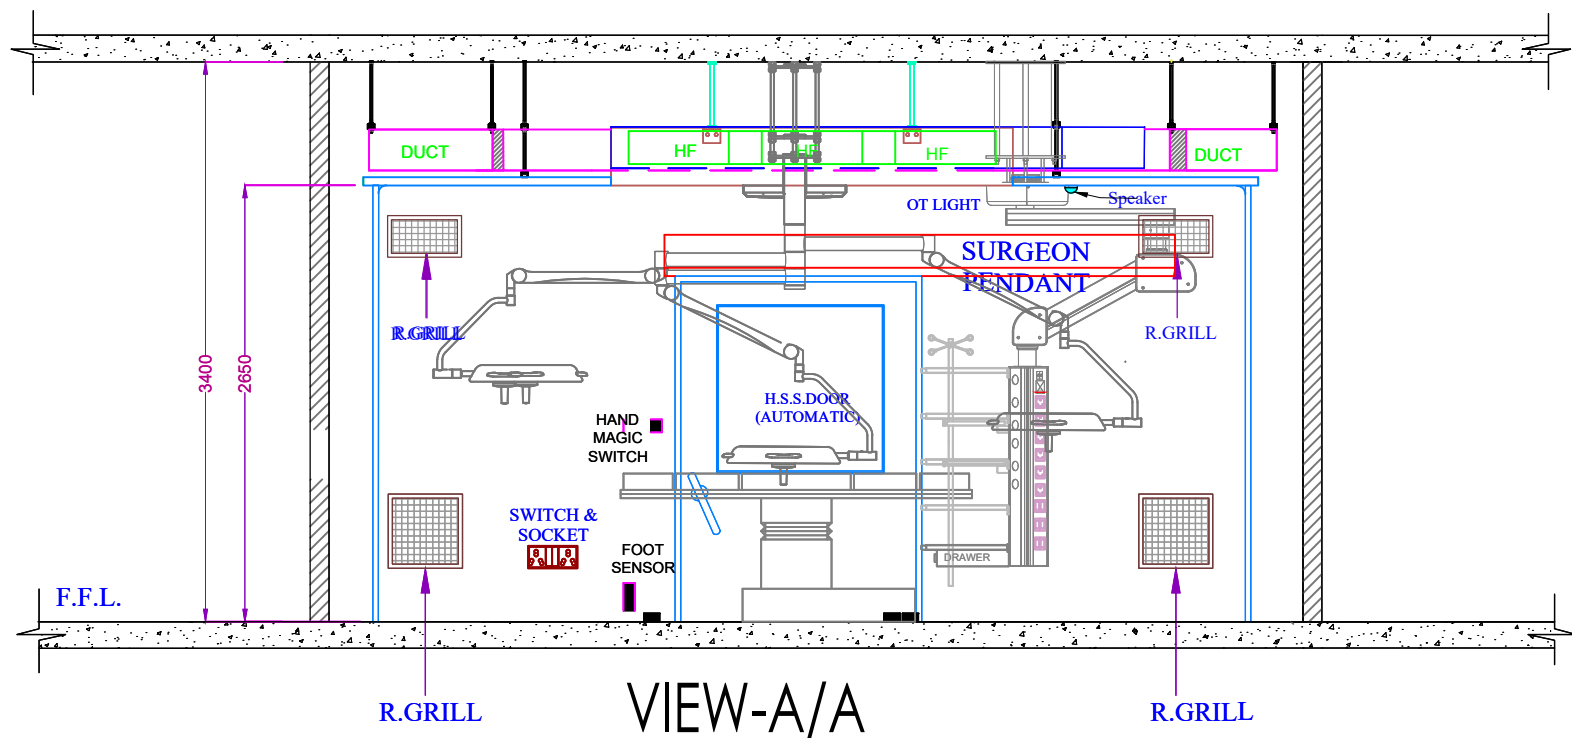 DUCT
HF
HF
HF
DUCT
OT LIGHT
Speaker
SURGEON
PENDANT
R.GRILL
R.GRILL
3400
2650
H.S.S.DOOR
(AUTOMATIC)
HAND
MAGIC
SWITCH
SWITCH &
SOCKET
FOOT
SENSOR
DRAWER
F.F.L.
R.GRILL
R.GRILL
VIEW-A/A